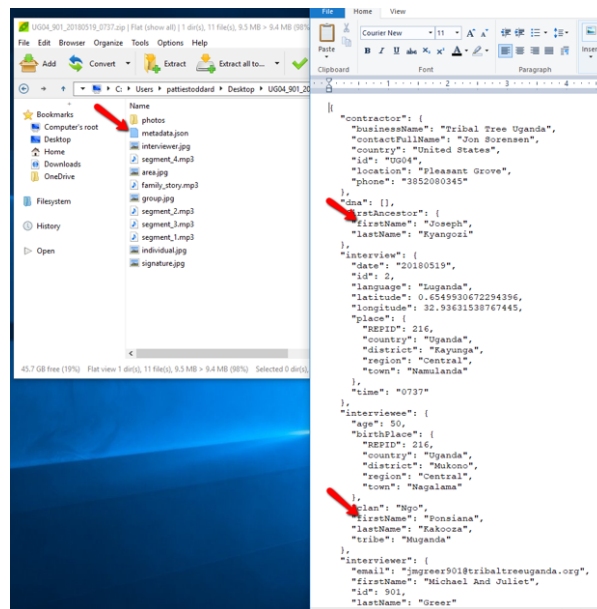 UG04_901_20180519_0737.zip | Flat (show all) | 1 dir(s), 11 file(s), 9.5 MB > 9.4 MB (98%)
File Edit Browser Organize Tools Options Help
Add Convert Extract Extract all to...
C: Users pattiestoddard Desktop UG04_901_20
Bookmarks
Computer's root
Desktop
Home
Downloads
OneDrive
Filesystem
History
Open
Name
photos
metadata.json
interviewer.jpg
segment_4.mp3
area.jpg
family_story.mp3
group.jpg
segment_2.mp3
segment_3.mp3
segment_1.mp3
individual.jpg
signature.jpg
45.7 GB free (19%) Flat view 1 dir(s), 11 file(s), 9.5 MB > 9.4 MB (98%) Selected 0 dir(s),
File Home View
Paste
Courier New 11 A A
B I U abc X₂ X² A
Inser
Clipboard Font Paragraph
1 2 3 4
{
"contractor": {
"businessName": "Tribal Tree Uganda",
"contactFullName": "Jon Sorensen",
"country": "United States",
"id": "UG04",
"location": "Pleasant Grove",
"phone": "3852080345"
},
"dna": [],
"firstAncestor": {
"firstName": "Joseph",
"lastName": "Kyangozi"
},
"interview": {
"date": "20180519",
"id": 2,
"language": "Luganda",
"latitude": 0.6549930672294396,
"longitude": 32.93631538767445,
"place": {
"REPID": 216,
"country": "Uganda",
"district": "Kayunga",
"region": "Central",
"town": "Namulanda"
},
"time": "0737"
},
"interviewee": {
"age": 50,
"birthPlace": {
"REPID": 216,
"country": "Uganda",
"district": "Mukono",
"region": "Central",
"town": "Nagalama"
},
"clan": "Ngo",
"firstName": "Ponsiana",
"lastName": "Kakooza",
"tribe": "Muganda"
},
"interviewer": {
"email": "jmgreer901@tribaltreeuganda.org",
"firstName": "Michael And Juliet",
"id": 901,
"lastName": "Greer"